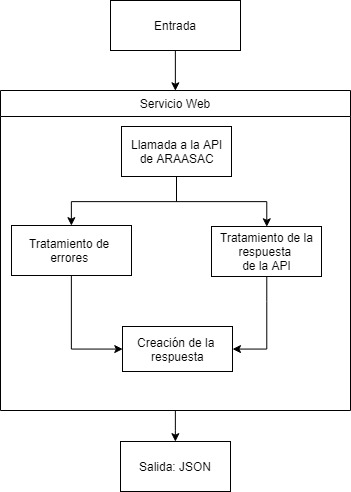 Entrada
Servicio Web
Llamada a la API
de ARAASAC
Tratamiento de
errores
Tratamiento de la
respuesta
de la API
Creación de la
respuesta
Salida: JSON